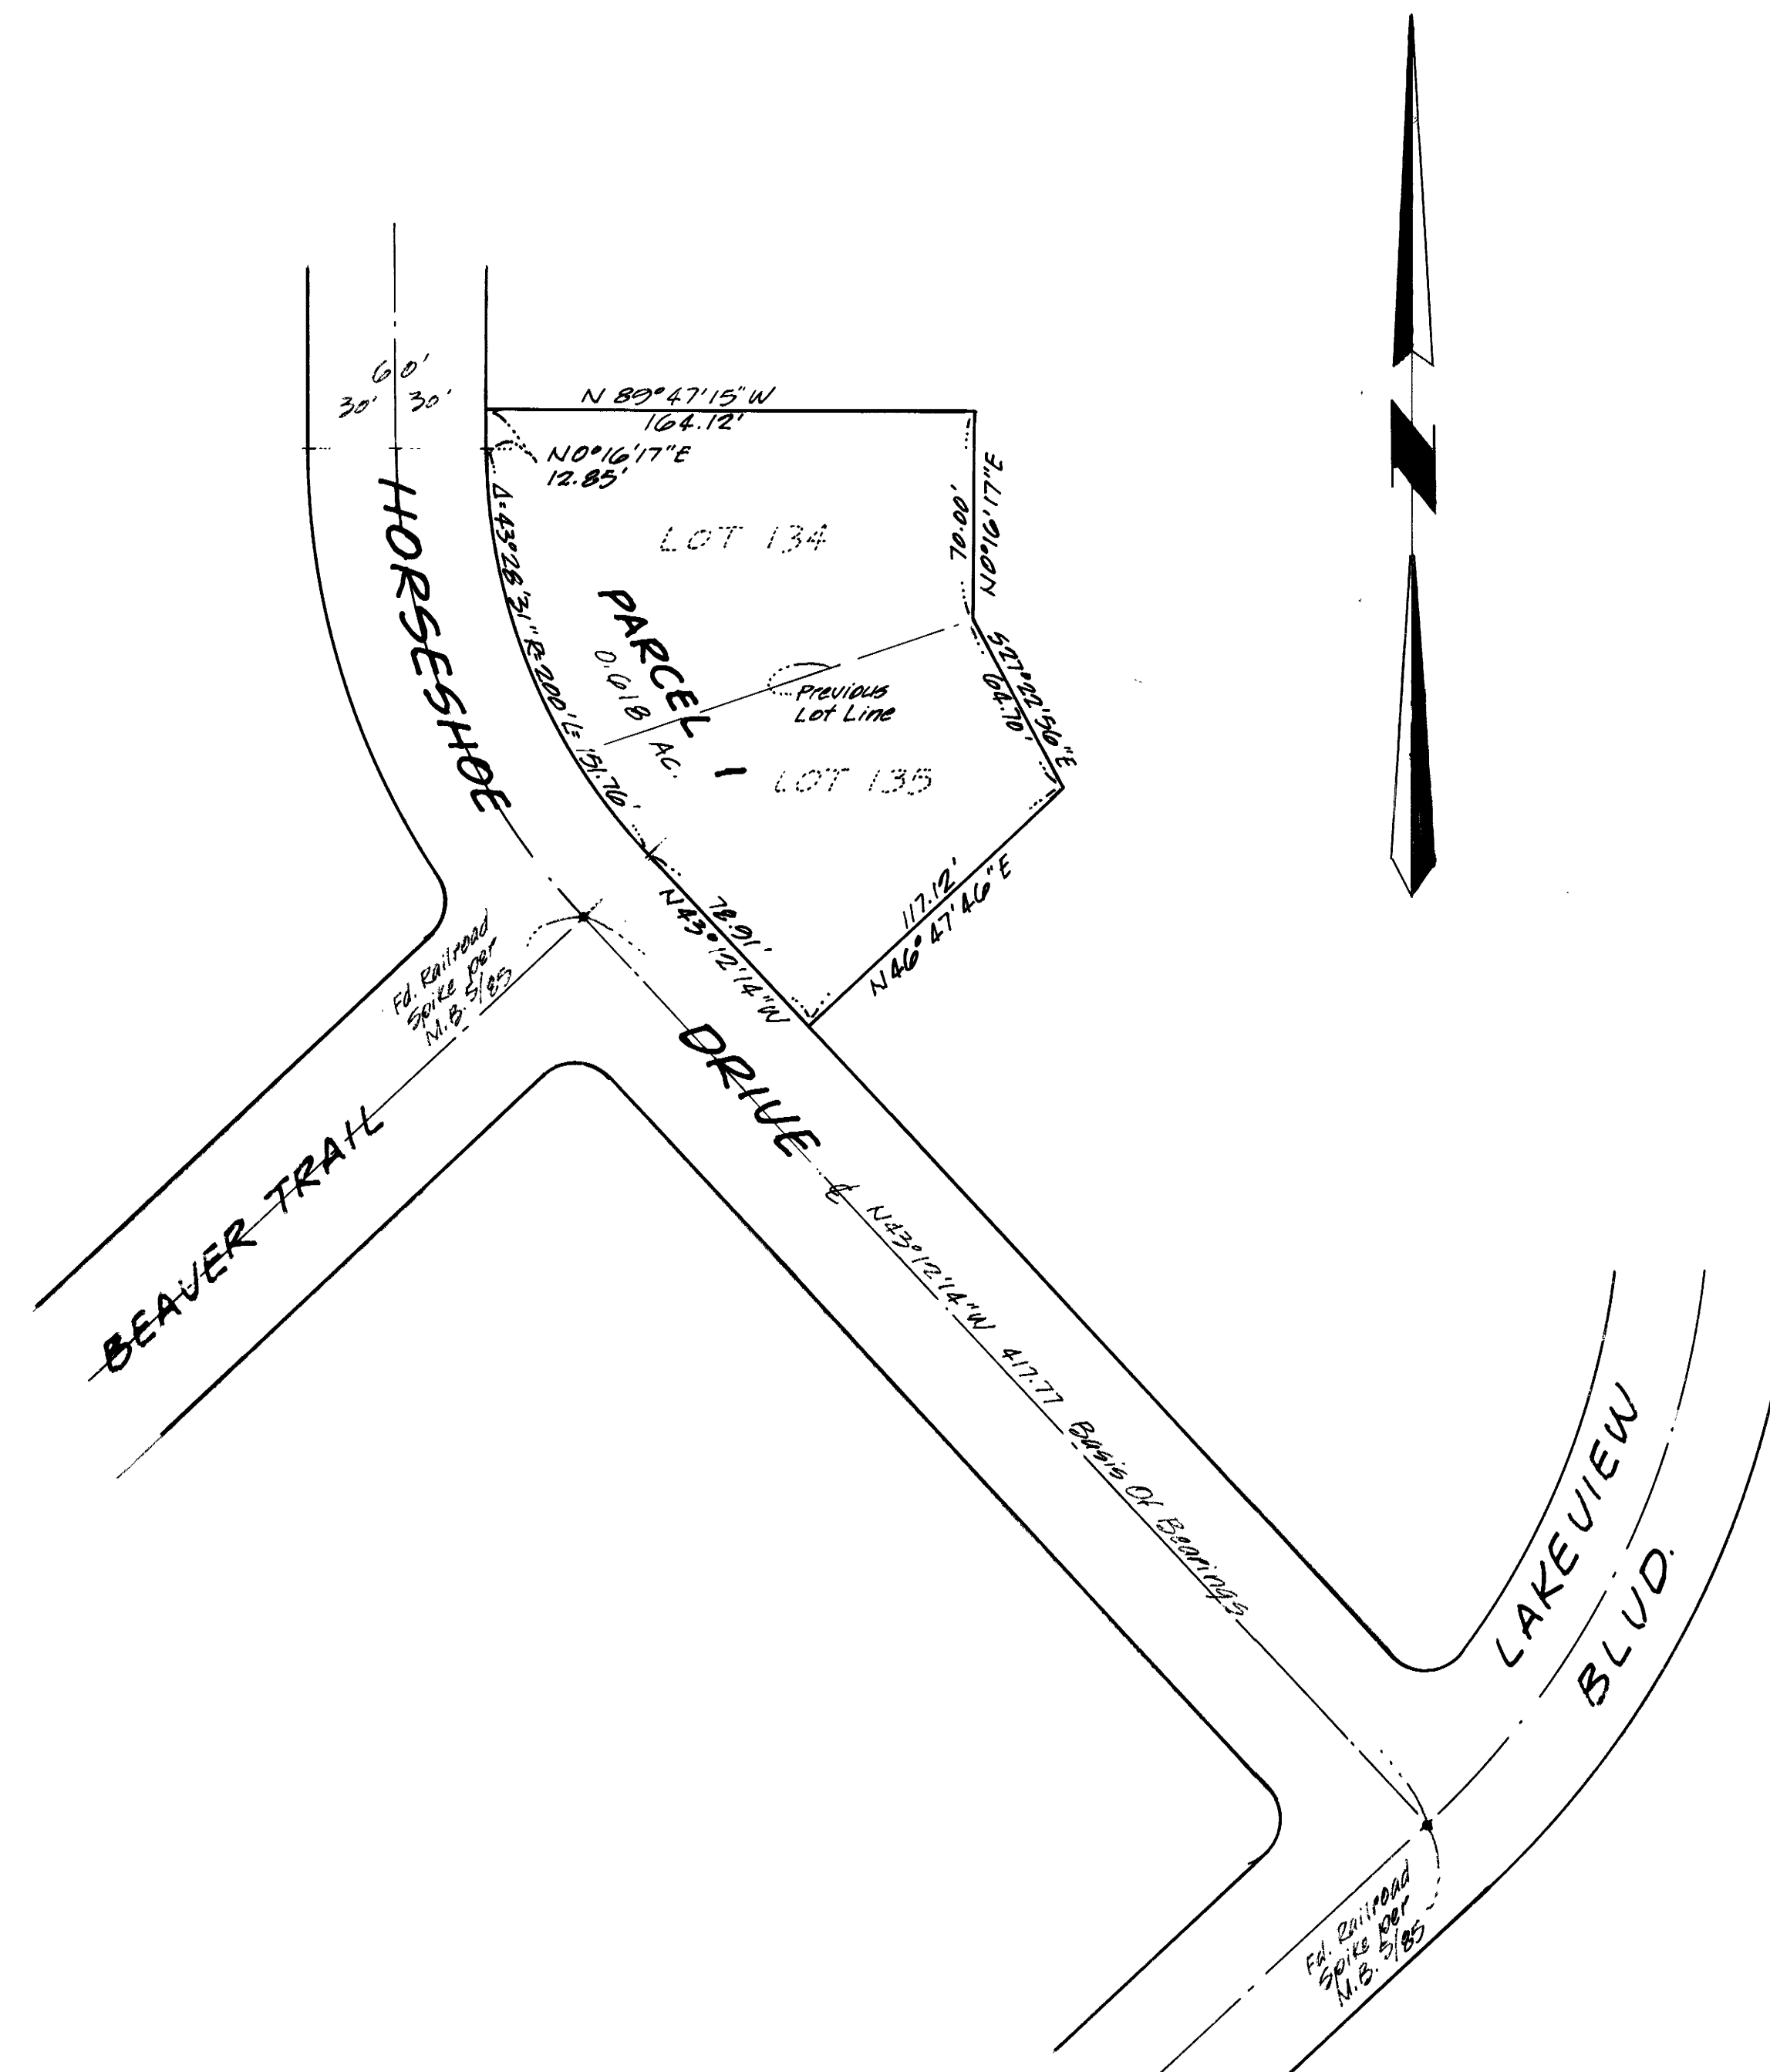 60'
30' 30'
N 89°47'15" W
164.12'
N0°16'17"E
12.85'
N0°16'17"E
70.00'
LOT 134
Δ=43°28'31" R=200' L=151.76'
PARCEL 1
0.618 AC.
Previous
Lot Line
S27°22'56"E
64.70'
LOT 135
HORSESHOE
117.12'
N46°47'46"E
78.91'
N43°12'14"W
Fd. Railroad
Spike per
M.B. 5/85
DRIVE
BEAVER TRAIL
℄ N43°12'14"W 417.77 Basis Of Bearings
LAKEVIEW
BLVD.
Fd. Railroad
Spike per
M.B. 5/85
N